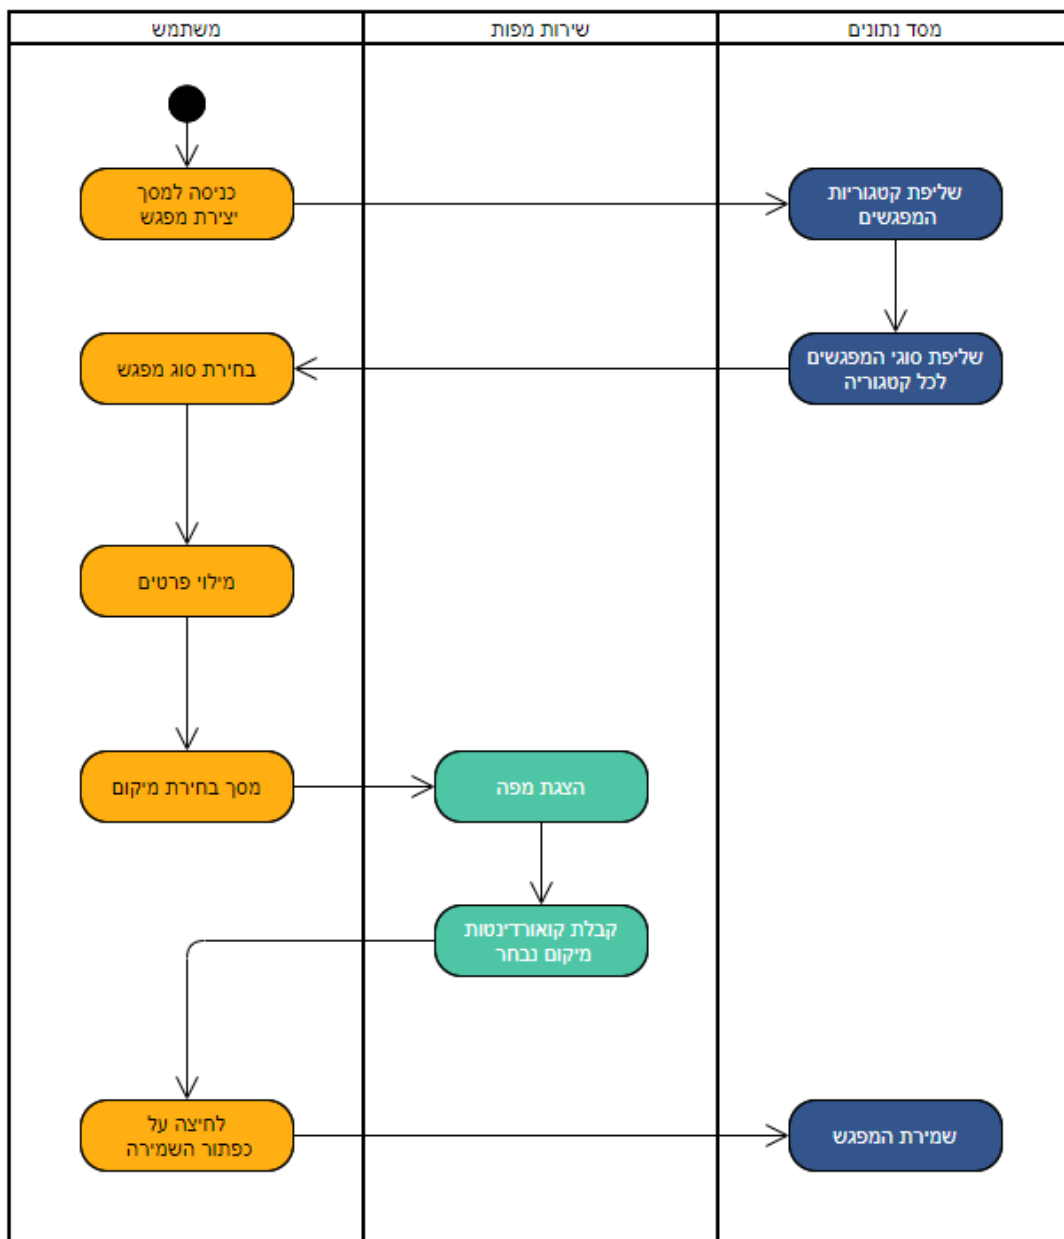 משתמש
שירות מפות
מסד נתונים
כניסה למסך
יצירת מפגש
שליפת קטגוריות
המפגשים
שליפת סוגי המפגשים
לכל קטגוריה
בחירת סוג מפגש
מילוי פרטים
מסך בחירת מיקום
הצגת מפה
קבלת קואורדינטות
מיקום נבחר
לחיצה על
כפתור השמירה
שמירת המפגש